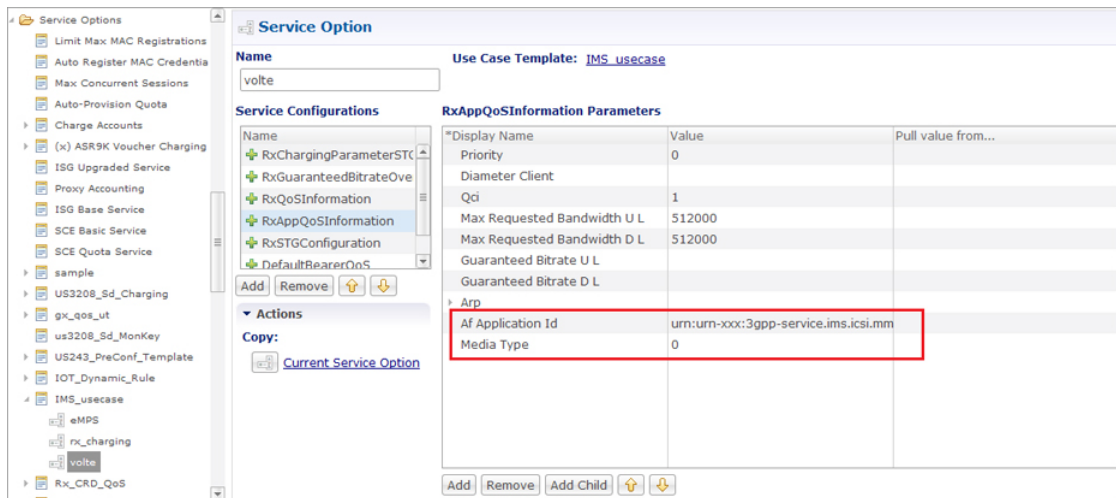 Service Options
Limit Max MAC Registrations
Auto Register MAC Credentia
Max Concurrent Sessions
Auto-Provision Quota
Charge Accounts
(x) ASR9K Voucher Charging
ISG Upgraded Service
Proxy Accounting
ISG Base Service
SCE Basic Service
SCE Quota Service
sample
US3208_Sd_Charging
gx_qos_ut
us3208_Sd_MonKey
US243_PreConf_Template
IOT_Dynamic_Rule
IMS_usecase
eMPS
rx_charging
volte
Rx_CRD_QoS
Service Option
Name
Use Case Template: IMS_usecase
volte
Service Configurations
Name
RxChargingParameterSTG
RxGuaranteedBitrateOve
RxQoSInformation
RxAppQoSInformation
RxSTGConfiguration
DefaultBearerQoS
Add Remove
Actions
Copy:
Current Service Option
RxAppQoSInformation Parameters
*Display Name Value Pull value from...
Priority 0
Diameter Client
Qci 1
Max Requested Bandwidth U L 512000
Max Requested Bandwidth D L 512000
Guaranteed Bitrate U L
Guaranteed Bitrate D L
Arp
Af Application Id urn:urn-xxx:3gpp-service.ims.icsi.mm
Media Type 0
Add Remove Add Child